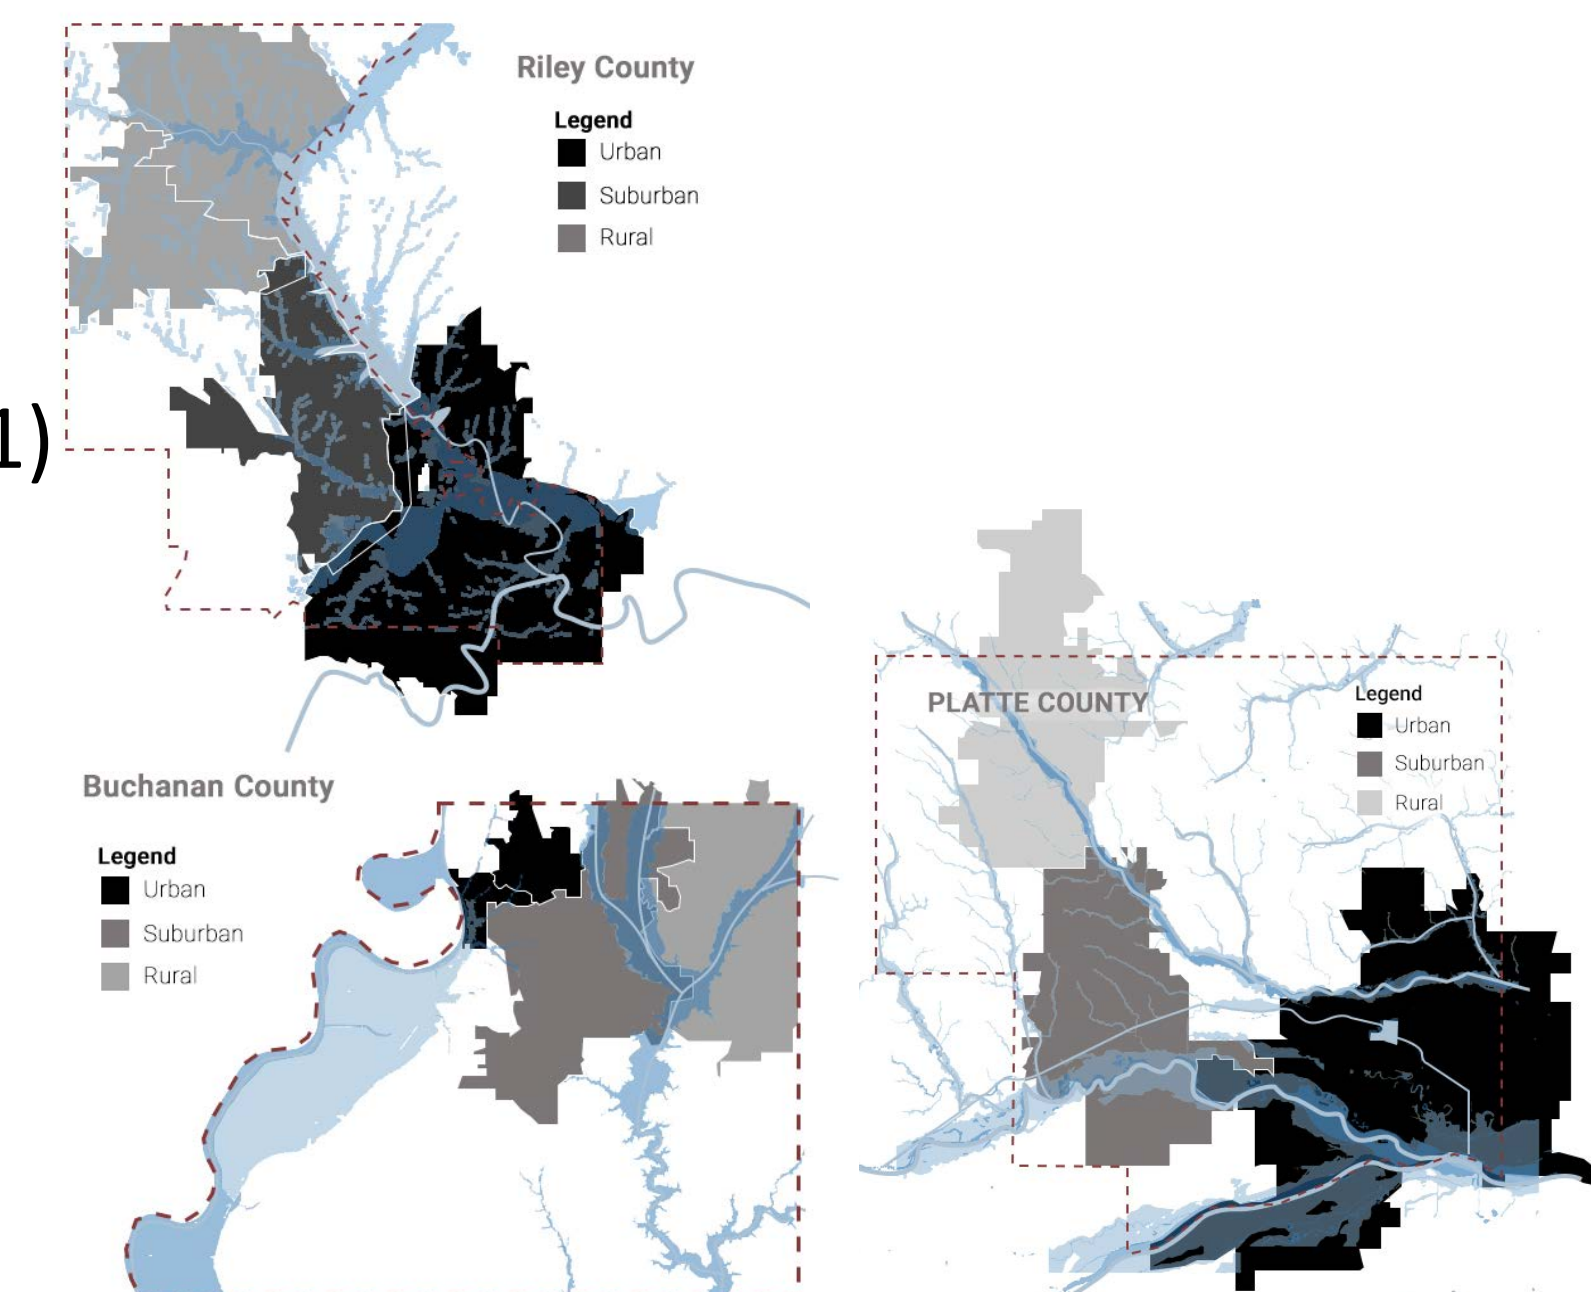 Riley County
Legend
Urban
Suburban
Rural
1)
PLATTE COUNTY
Legend
Urban
Suburban
Rural
Buchanan County
Legend
Urban
Suburban
Rural